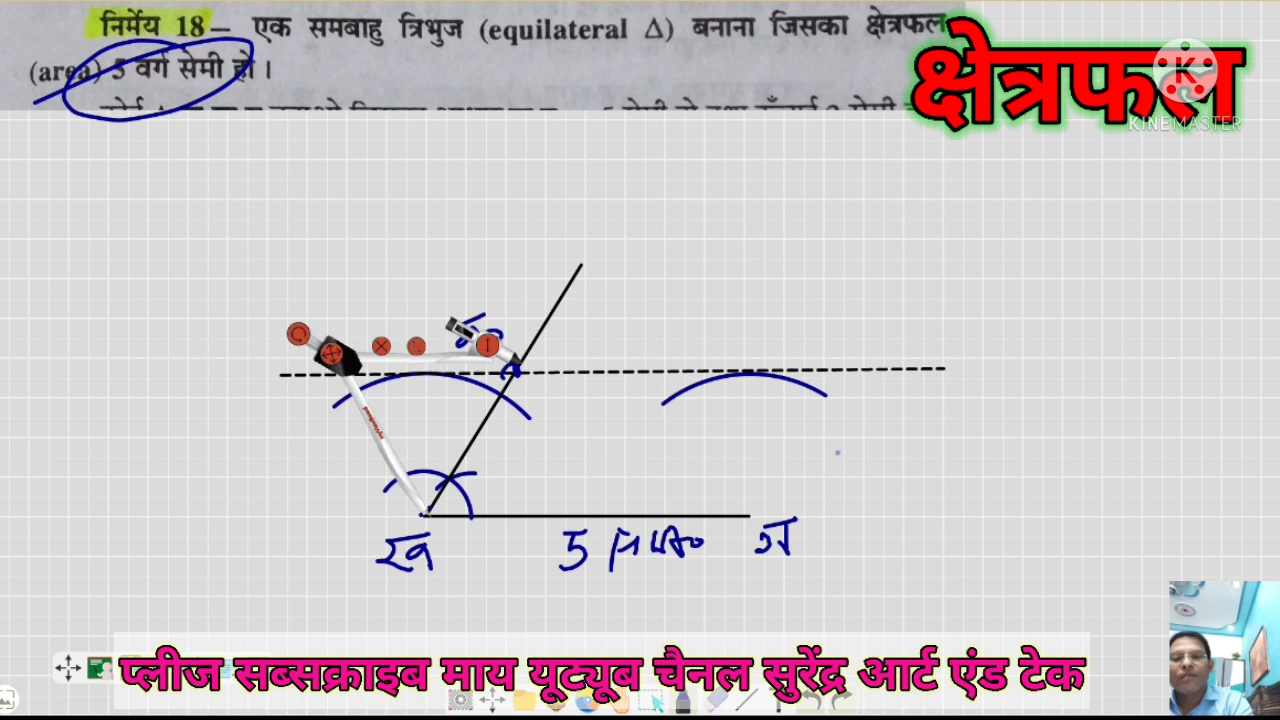 निर्मेय 18— एक समबाहु त्रिभुज (equilateral Δ) बनाना जिसका क्षेत्रफल
(area) 5 वर्ग सेमी हो।
क्षेत्रफल
KINEMASTER
क
ख 5 ग
प्लीज सब्सक्राइब माय यूट्यूब चैनल सुरेंद्र आर्ट एंड टेक